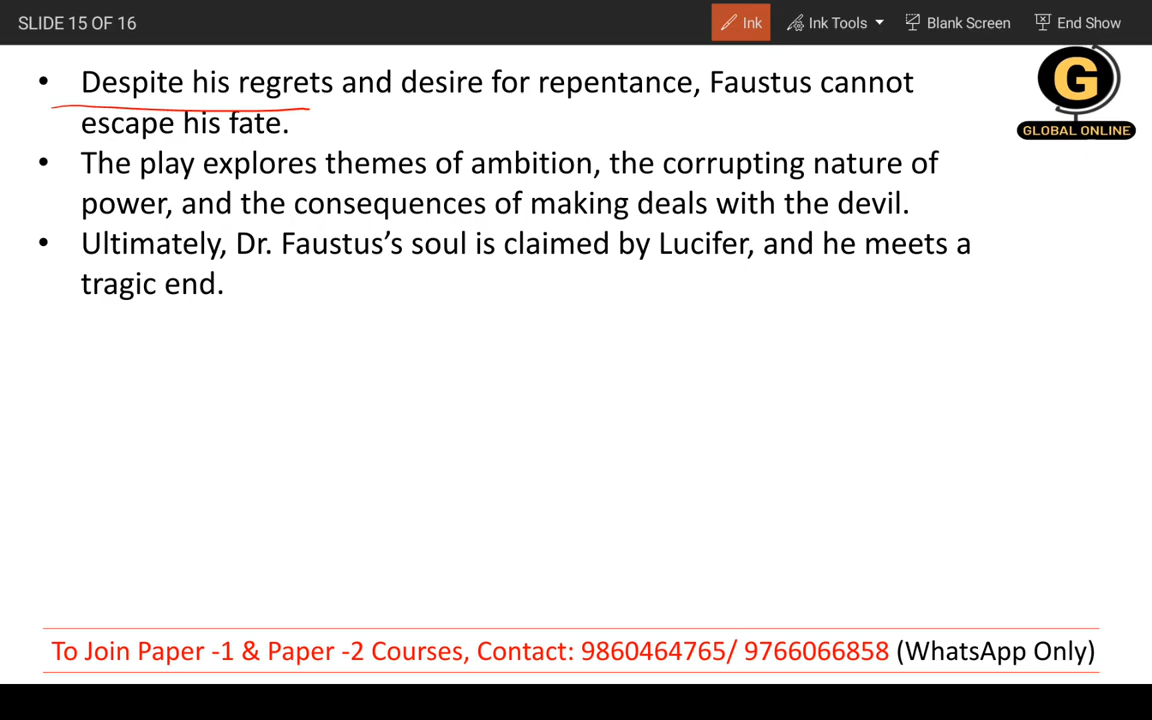 SLIDE 15 OF 16
Ink
Ink Tools
Blank Screen
End Show
• Despite his regrets and desire for repentance, Faustus cannot
escape his fate.
• The play explores themes of ambition, the corrupting nature of
power, and the consequences of making deals with the devil.
• Ultimately, Dr. Faustus’s soul is claimed by Lucifer, and he meets a
tragic end.
G
GLOBAL ONLINE
To Join Paper -1 & Paper -2 Courses, Contact: 9860464765/ 9766066858 (WhatsApp Only)